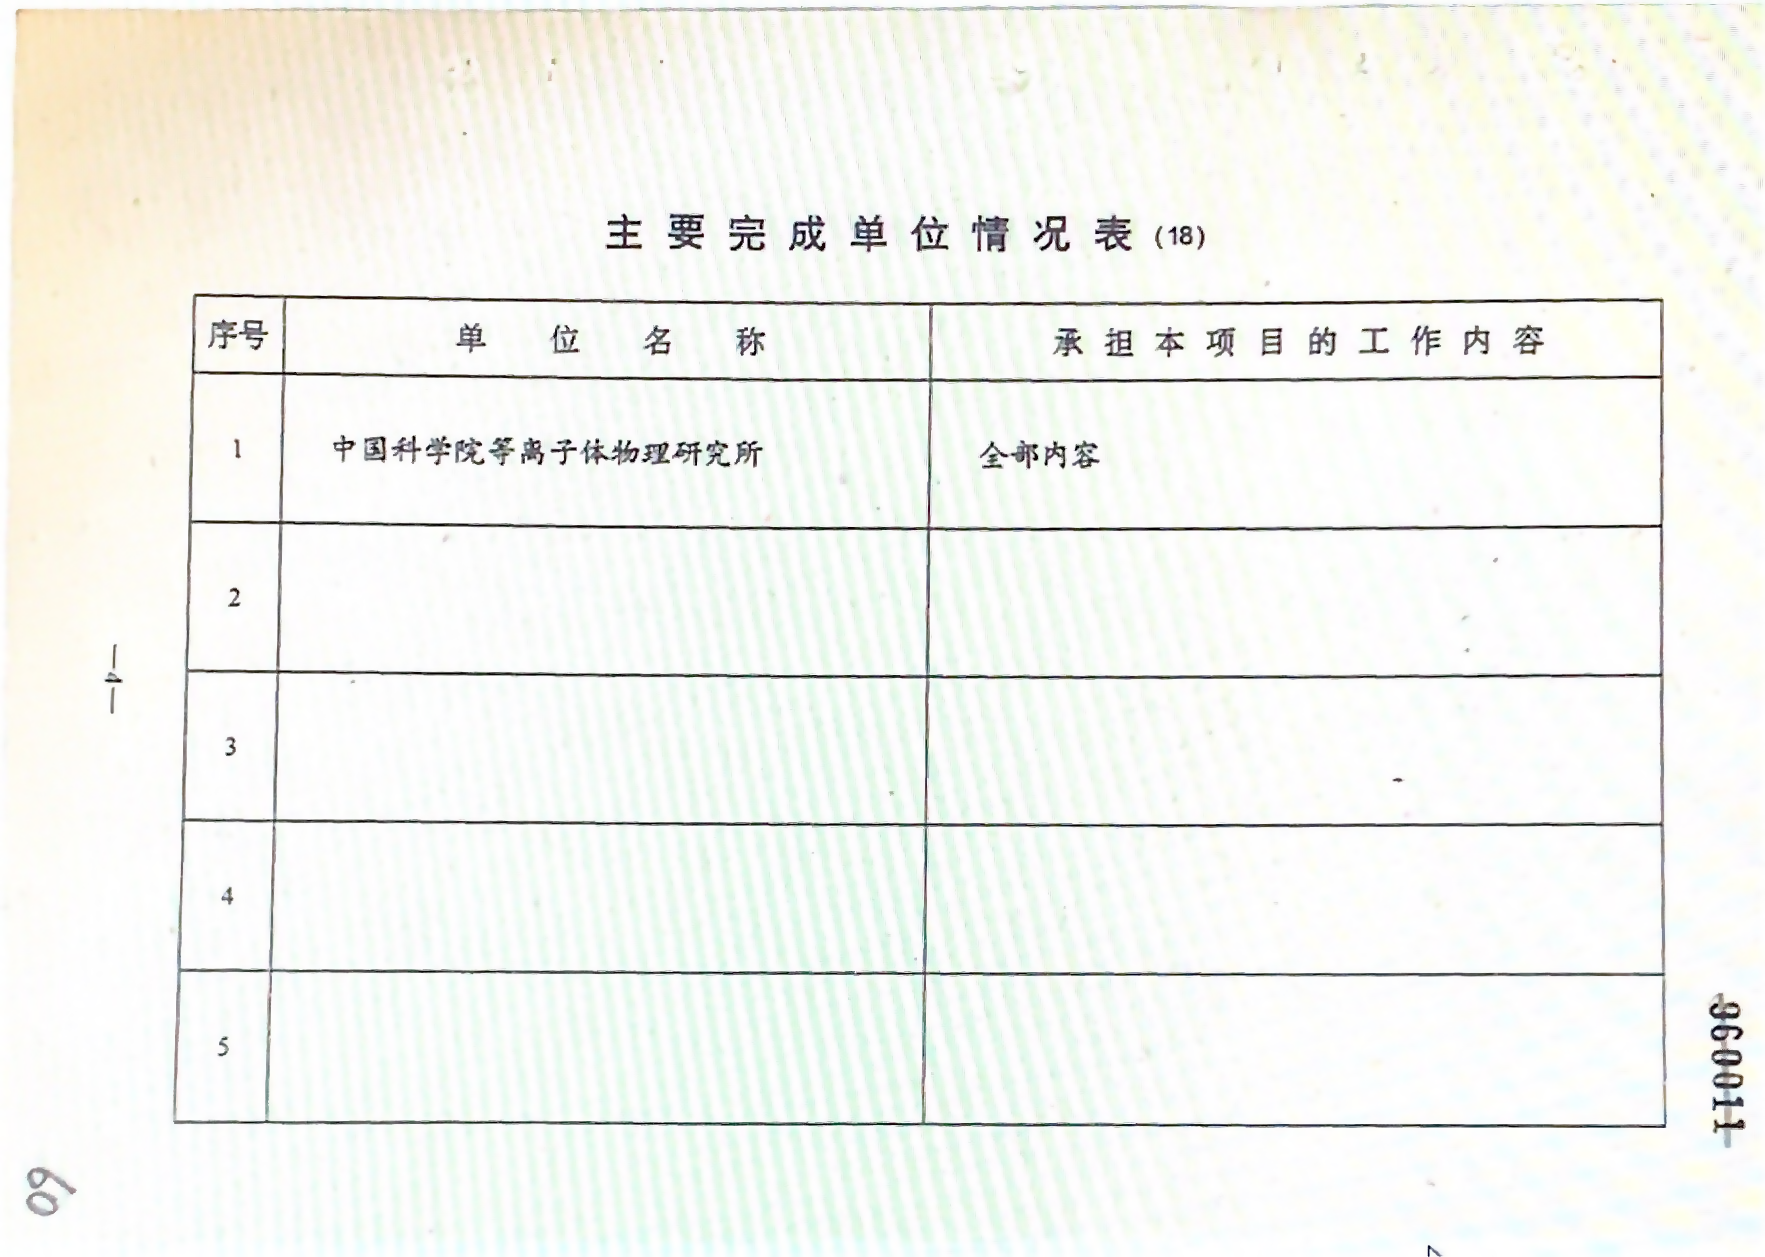 主要完成单位情况表(18)
序号 单位名称 承担本项目的工作内容
1 中国科学院等离子体物理研究所 全部内容
2
3
4
5
—4—
9600011
60